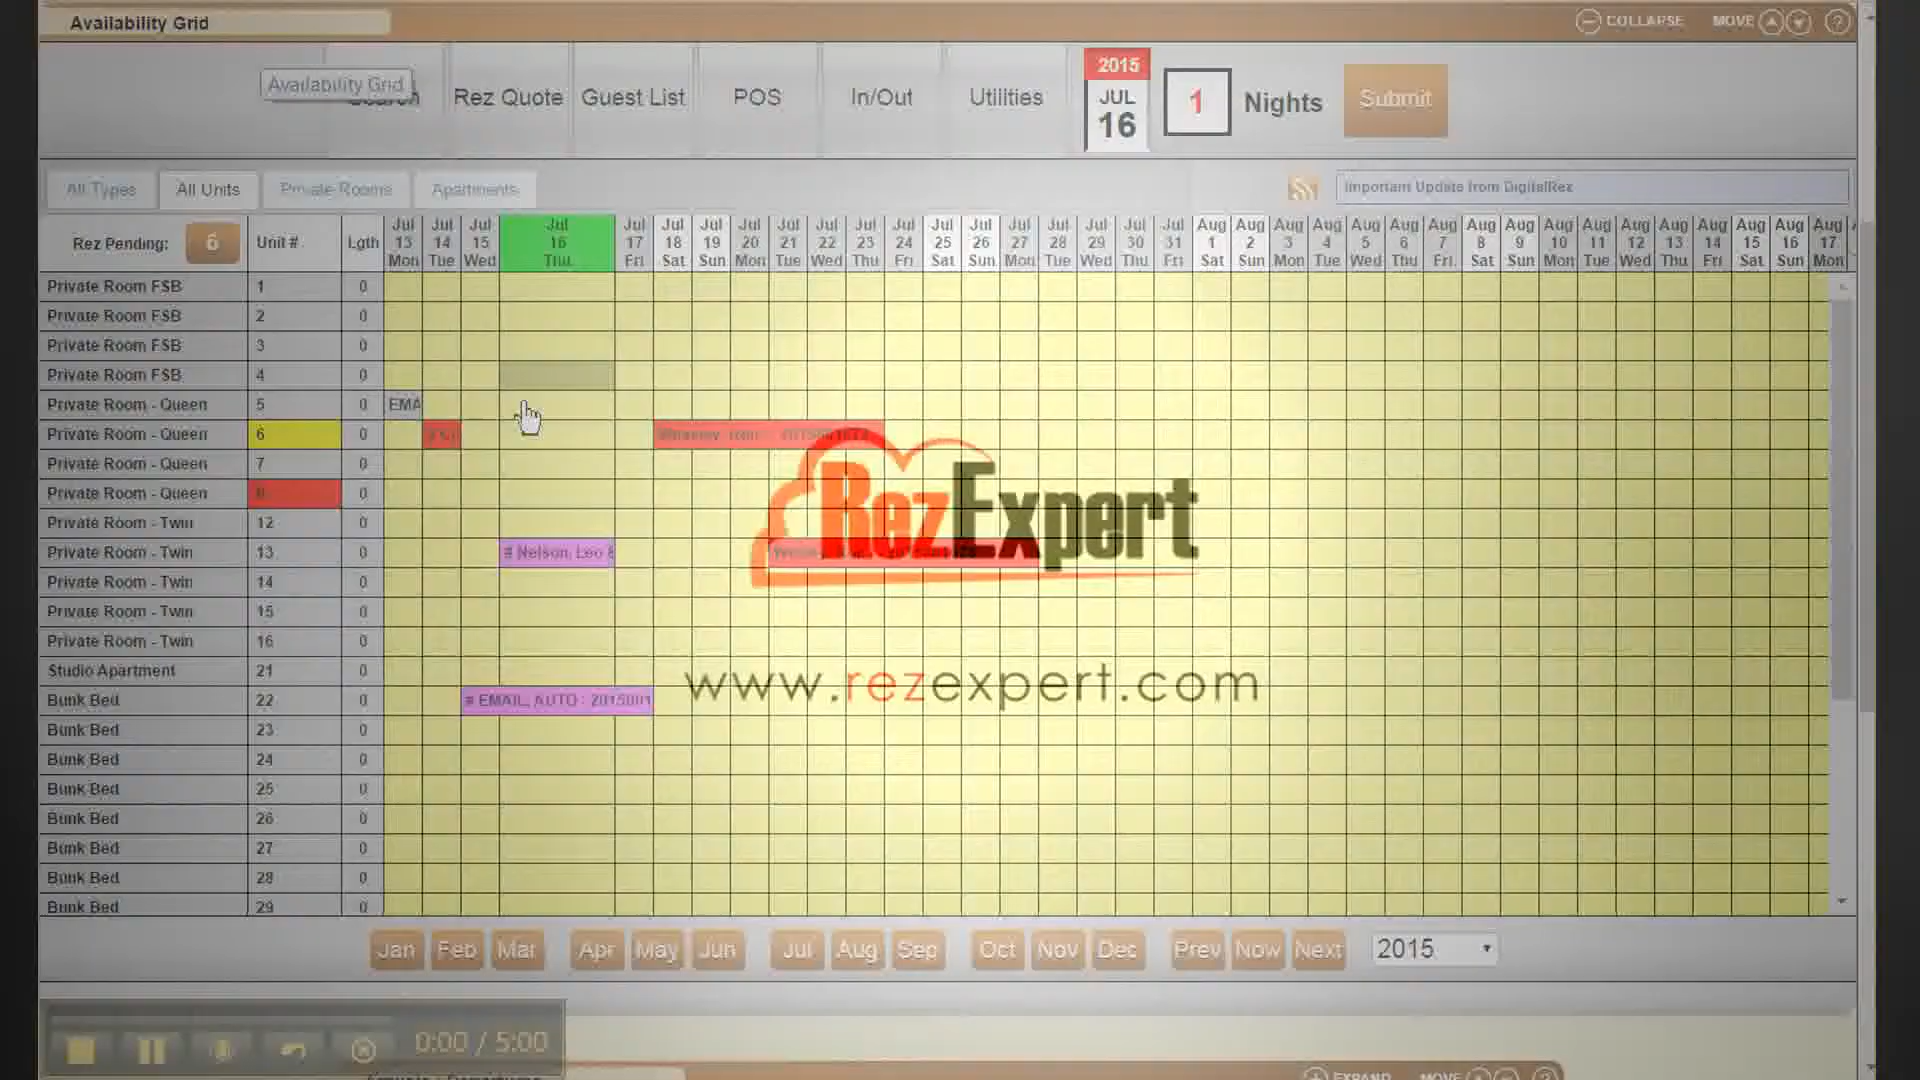 Availability Grid
COLLAPSE MOVE ?
Availability Grid
Search Rez Quote Guest List POS In/Out Utilities
2015 JUL 16
1 Nights Submit
All Types All Units Private Rooms Apartments
Important Update from DigitalRez
Rez Pending: 6 Unit # Lgth
Jul Jul Jul Jul Jul Jul Jul Jul Jul Jul Jul Jul Jul Jul Jul Jul Jul Jul Jul Aug Aug Aug Aug Aug Aug Aug Aug Aug Aug Aug Aug Aug Aug Aug Aug Aug
13 14 15 16 17 18 19 20 21 22 23 24 25 26 27 28 29 30 31 1 2 3 4 5 6 7 8 9 10 11 12 13 14 15 16 17
Mon Tue Wed Thu Fri Sat Sun Mon Tue Wed Thu Fri Sat Sun Mon Tue Wed Thu Fri Sat Sun Mon Tue Wed Thu Fri Sat Sun Mon Tue Wed Thu Fri Sat Sun Mon
Private Room FSB 1 0
Private Room FSB 2 0
Private Room FSB 3 0
Private Room FSB 4 0
Private Room - Queen 5 0 EMA
Private Room - Queen 6 0
Private Room - Queen 7 0
Private Room - Queen 8 0
Private Room - Twin 12 0
Private Room - Twin 13 0 # Nelson, Leo &
Private Room - Twin 14 0
Private Room - Twin 15 0
Private Room - Twin 16 0
Studio Apartment 21 0
Bunk Bed 22 0 # EMAIL, AUTO : 2015001
Bunk Bed 23 0
Bunk Bed 24 0
Bunk Bed 25 0
Bunk Bed 26 0
Bunk Bed 27 0
Bunk Bed 28 0
Bunk Bed 29 0
RezExpert
www.rezexpert.com
Jan Feb Mar Apr May Jun Jul Aug Sep Oct Nov Dec Prev Now Next 2015
0:00 / 5:00
EXPAND MOVE ?